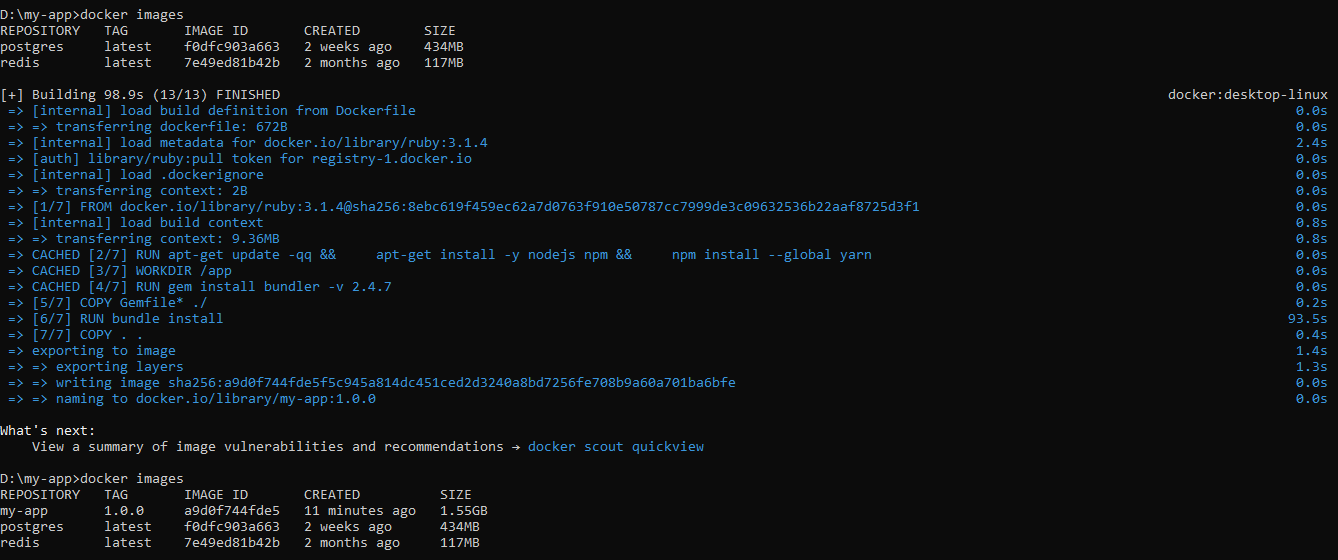 D:\my-app>docker images
REPOSITORY   TAG       IMAGE ID       CREATED        SIZE
postgres     latest    f0dfc903a663   2 weeks ago    434MB
redis        latest    7e49ed81b42b   2 months ago   117MB
[+] Building 98.9s (13/13) FINISHED docker:desktop-linux
=> [internal] load build definition from Dockerfile 0.0s
=> => transferring dockerfile: 672B 0.0s
=> [internal] load metadata for docker.io/library/ruby:3.1.4 2.4s
=> [auth] library/ruby:pull token for registry-1.docker.io 0.0s
=> [internal] load .dockerignore 0.0s
=> => transferring context: 2B 0.0s
=> [1/7] FROM docker.io/library/ruby:3.1.4@sha256:8ebc619f459ec62a7d0763f910e50787cc7999de3c09632536b22aaf8725d3f1 0.0s
=> [internal] load build context 0.8s
=> => transferring context: 9.36MB 0.8s
=> CACHED [2/7] RUN apt-get update -qq &&     apt-get install -y nodejs npm &&     npm install --global yarn 0.0s
=> CACHED [3/7] WORKDIR /app 0.0s
=> CACHED [4/7] RUN gem install bundler -v 2.4.7 0.0s
=> [5/7] COPY Gemfile* ./ 0.2s
=> [6/7] RUN bundle install 93.5s
=> [7/7] COPY . . 0.4s
=> exporting to image 1.4s
=> => exporting layers 1.3s
=> => writing image sha256:a9d0f744fde5f5c945a814dc451ced2d3240a8bd7256fe708b9a60a701ba6bfe 0.0s
=> => naming to docker.io/library/my-app:1.0.0 0.0s
What's next:
View a summary of image vulnerabilities and recommendations → docker scout quickview
D:\my-app>docker images
REPOSITORY   TAG       IMAGE ID       CREATED          SIZE
my-app       1.0.0     a9d0f744fde5   11 minutes ago   1.55GB
postgres     latest    f0dfc903a663   2 weeks ago      434MB
redis        latest    7e49ed81b42b   2 months ago     117MB